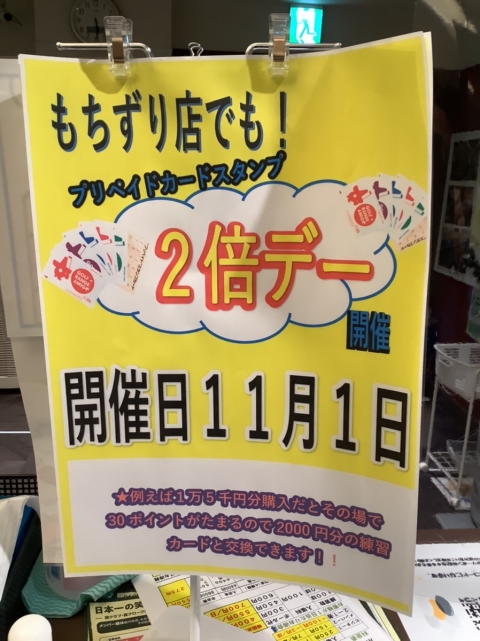 もちずり店でも！
プリペイドカードスタンプ
２倍デー
開催
開催日１１月１日
★例えば１万５千円分購入だとその場で
30ポイントがたまるので2000円分の練習
カードと交換できます！！
日本一の笑